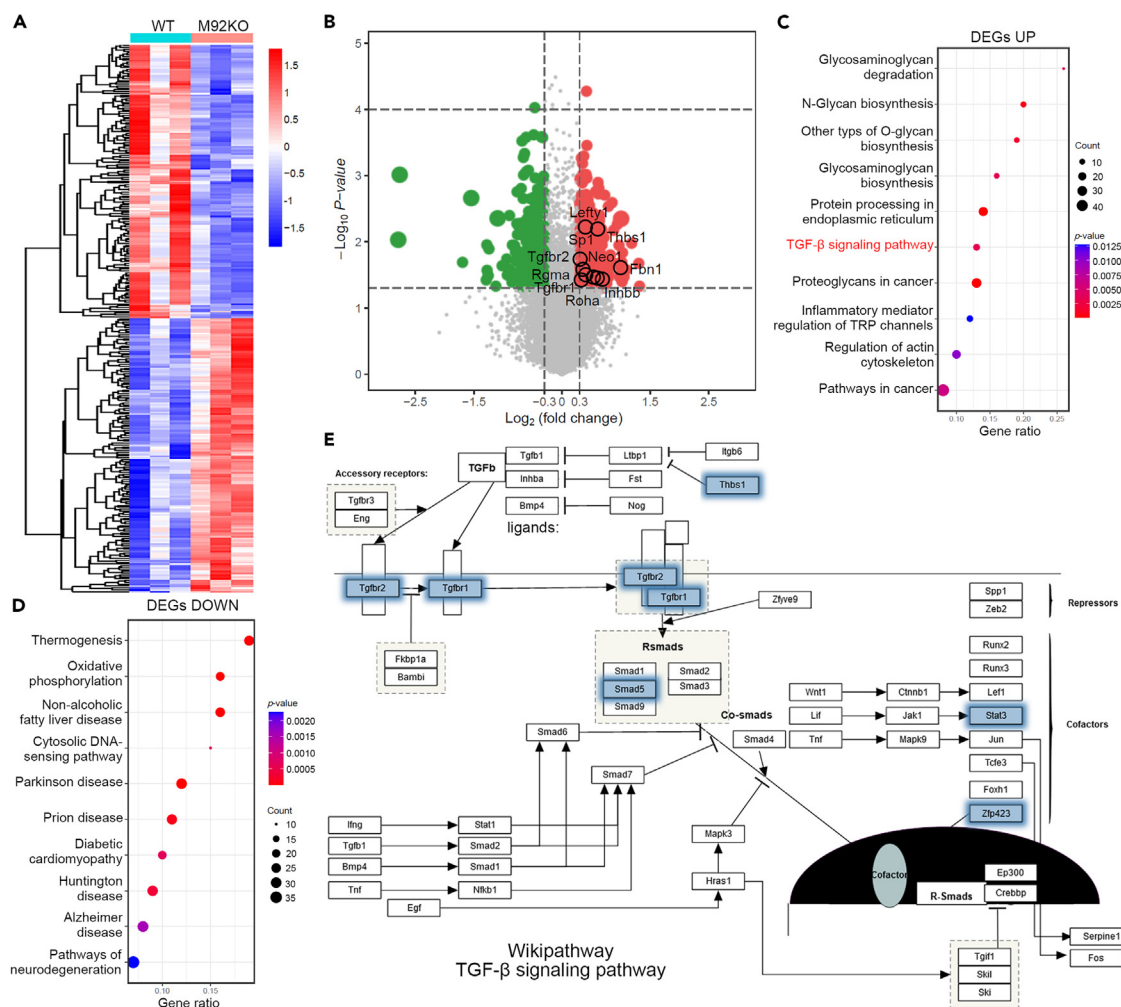 A
WT
M92KO
1.5
1
0.5
0
-0.5
-1
-1.5
B
−Log10 P-value
5
4
3
2
1
0
Lefty1
Sp1
Thbs1
Tgfbr2
Neo1
Fbn1
Rgma
Tgfbr1
Roha
Inhbb
−2.5
−1.5
−0.3
0
0.3
1.5
2.5
Log2 (fold change)
C
DEGs UP
Glycosaminoglycan
degradation
N-Glycan biosynthesis
Other typs of O-glycan
biosynthesis
Glycosaminoglycan
biosynthesis
Protein processing in
endoplasmic reticulum
TGF-β signaling pathway
Proteoglycans in cancer
Inflammatory mediator
regulation of TRP channels
Regulation of actin
cytoskeleton
Pathways in cancer
0.10
0.15
0.20
0.25
Gene ratio
Count
10
20
30
40
p-value
0.0125
0.0100
0.0075
0.0050
0.0025
D
DEGs DOWN
Thermogenesis
Oxidative
phosphorylation
Non-alcoholic
fatty liver disease
Cytosolic DNA-
sensing pathway
Parkinson disease
Prion disease
Diabetic
cardiomyopathy
Huntington
disease
Alzheimer
disease
Pathways of
neurodegeneration
0.10
0.15
Gene ratio
p-value
0.0020
0.0015
0.0010
0.0005
Count
10
15
20
25
30
35
E
Accessory receptors:
Tgfbr3
Eng
TGFb
Tgfb1
Inhba
Bmp4
ligands:
Ltbp1
Fst
Nog
Itgb6
Thbs1
Tgfbr2
Tgfbr1
Tgfbr2
Tgfbr1
Fkbp1a
Bambi
Zfyve9
Rsmads
Smad1
Smad5
Smad9
Smad2
Smad3
Co-smads
Smad4
Smad6
Smad7
Ifng
Tgfb1
Bmp4
Tnf
Egf
Stat1
Smad2
Smad1
Nfkb1
Mapk3
Hras1
Wnt1
Lif
Tnf
Ctnnb1
Jak1
Mapk9
Spp1
Zeb2
Repressors
Runx2
Runx3
Lef1
Stat3
Jun
Tcfe3
Foxh1
Zfp423
Cofactors
Cofactor
R-Smads
Ep300
Crebbp
Serpine1
Fos
Tgif1
Skil
Ski
Wikipathway
TGF-β signaling pathway